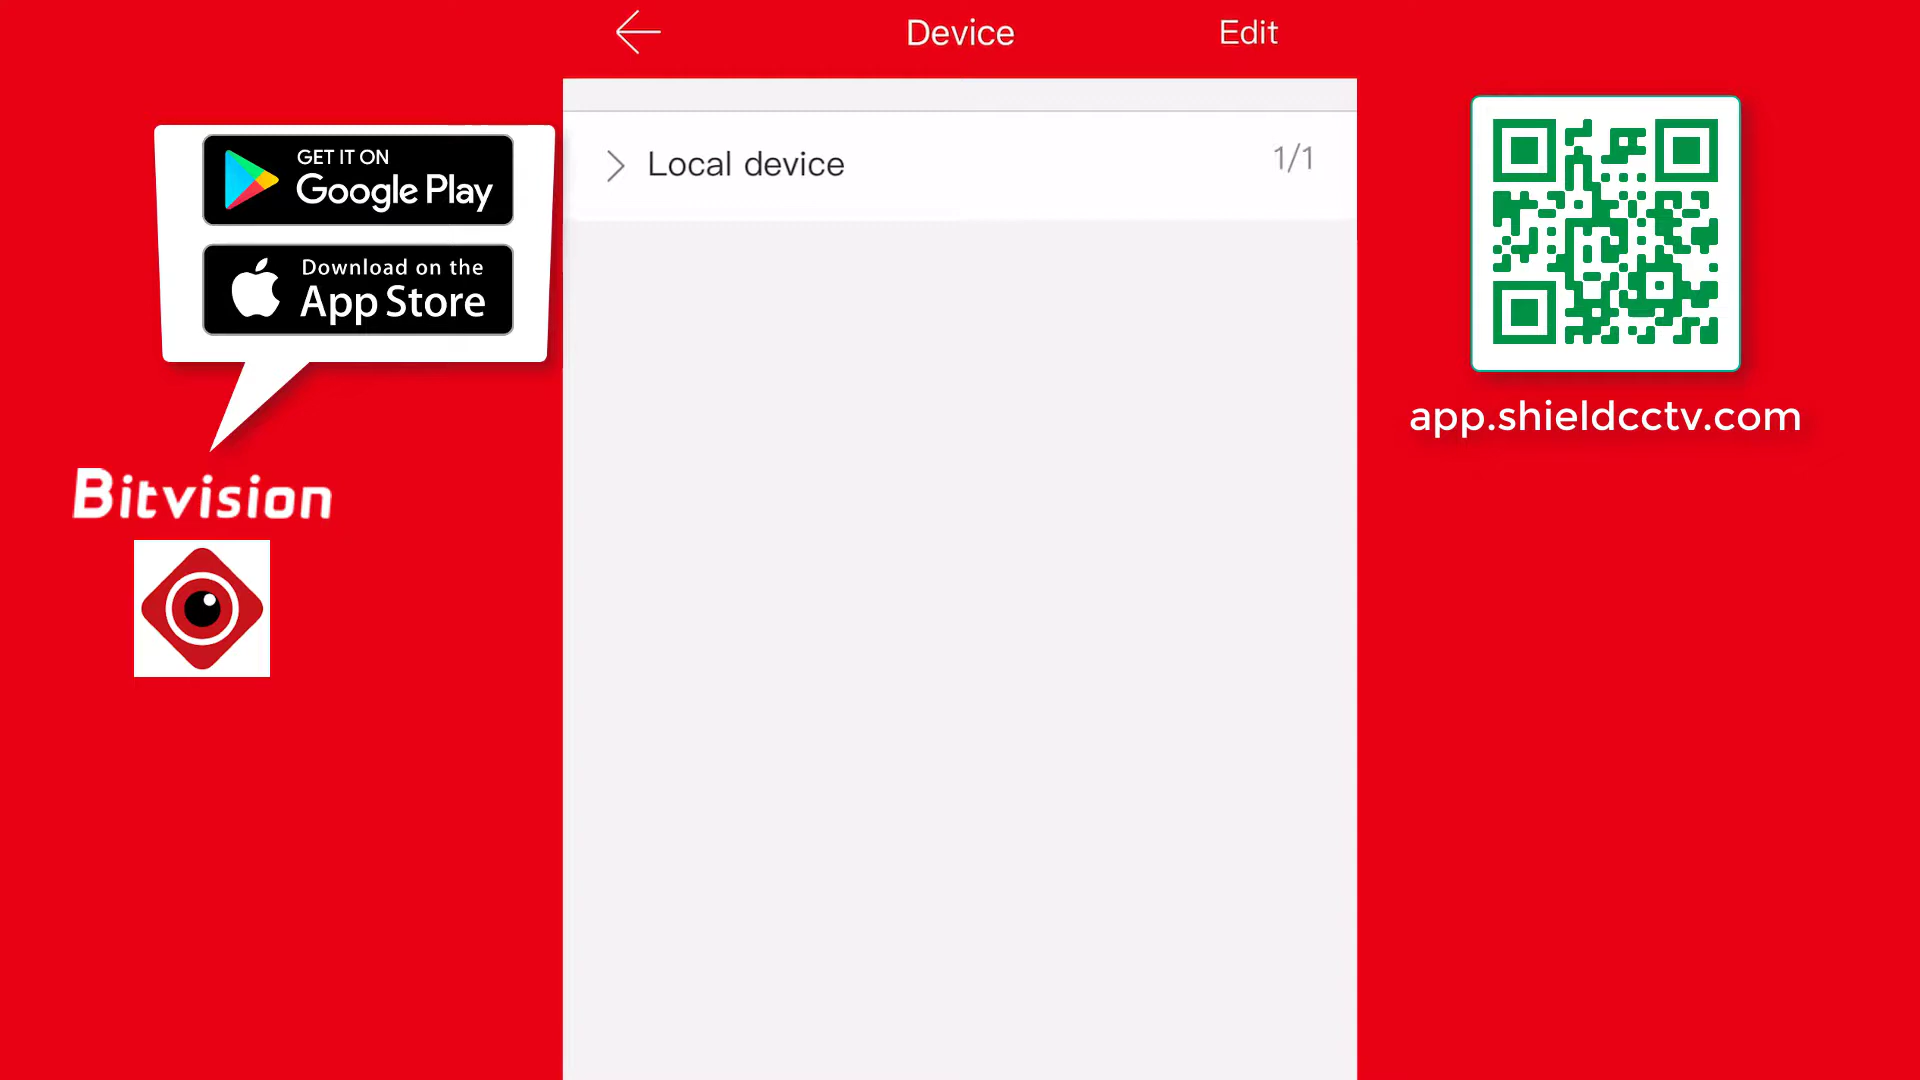 Device
Edit
GET IT ON
Google Play
Download on the
App Store
Bitvision
Local device
1/1
app.shieldcctv.com